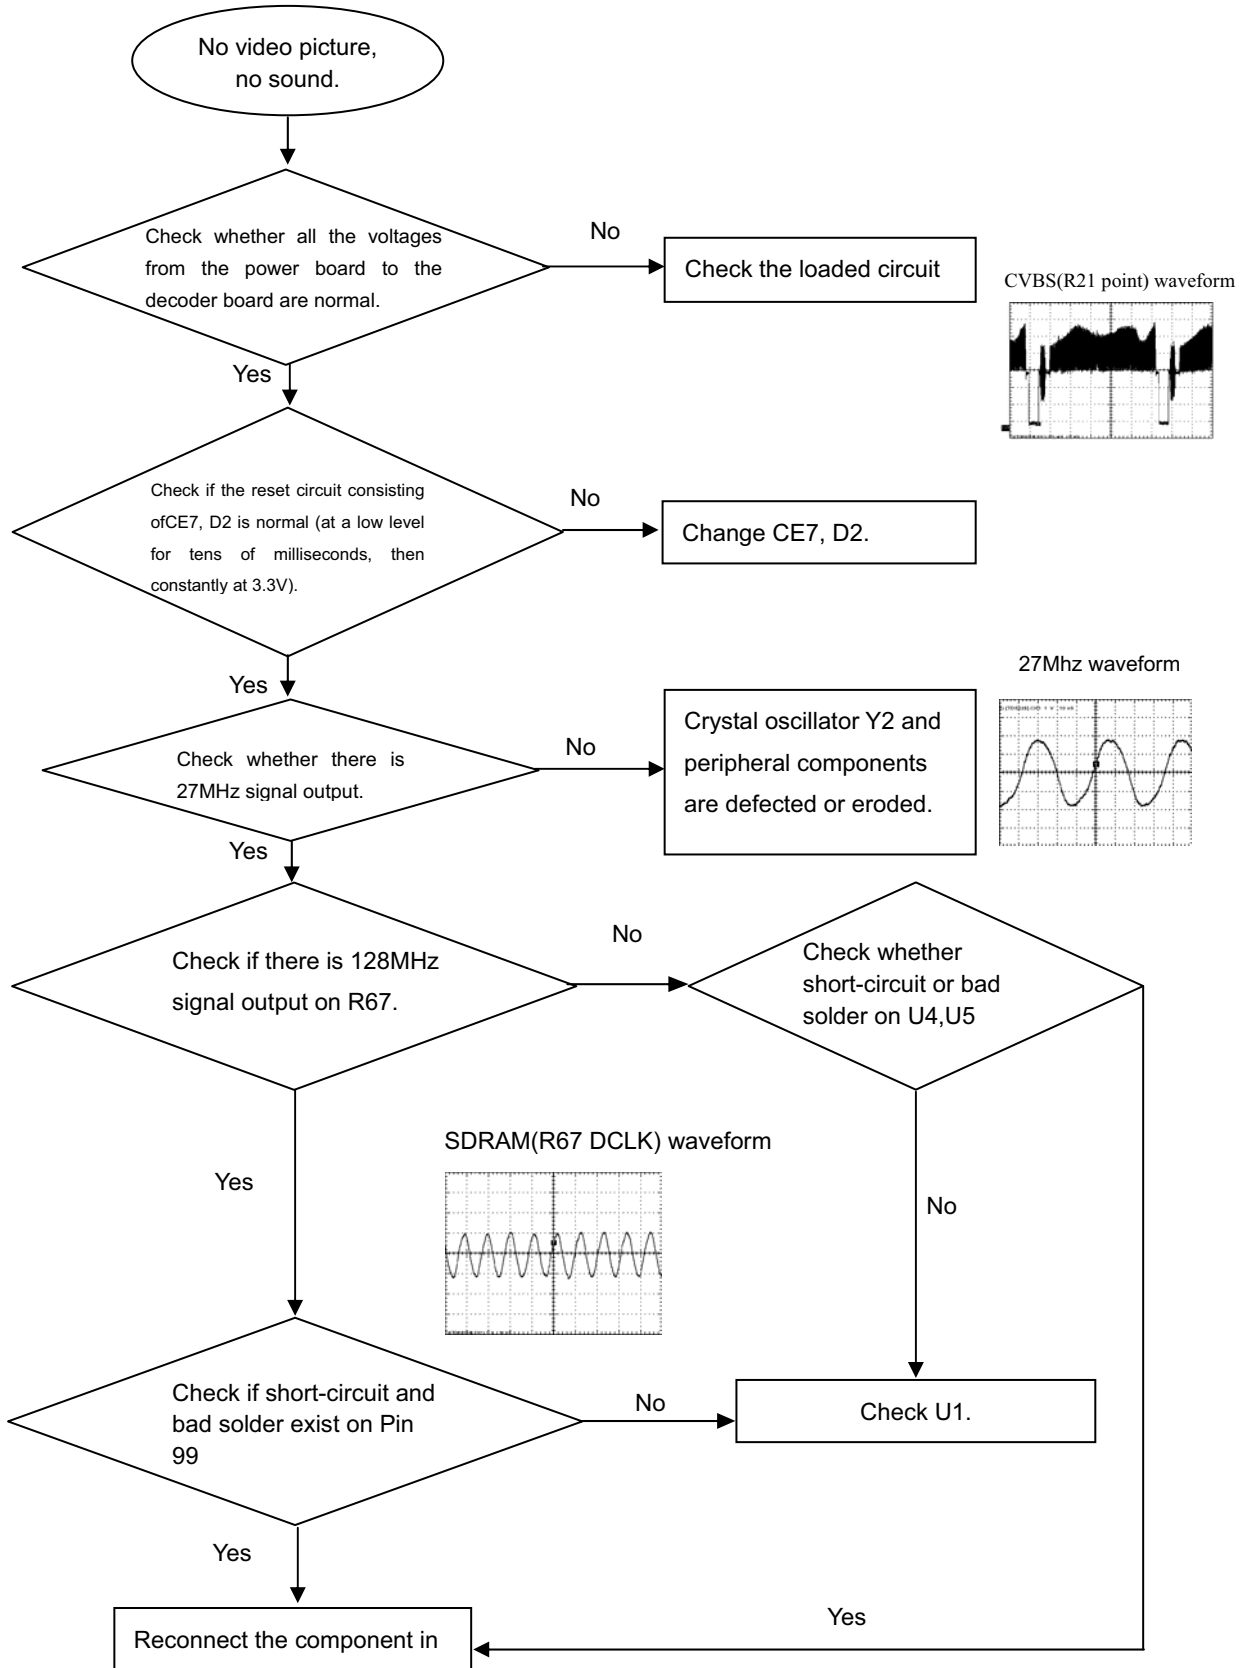 No video picture,
no sound.
Check whether all the voltages
from the power board to the
decoder board are normal.
No
Check the loaded circuit
CVBS(R21 point) waveform
Yes
Check if the reset circuit consisting
ofCE7, D2 is normal (at a low level
for tens of milliseconds, then
constantly at 3.3V).
No
Change CE7, D2.
Yes
27Mhz waveform
Check whether there is
27MHz signal output.
No
Crystal oscillator Y2 and
peripheral components
are defected or eroded.
Yes
Check if there is 128MHz
signal output on R67.
No
Check whether
short-circuit or bad
solder on U4,U5
SDRAM(R67 DCLK) waveform
Yes
No
Check if short-circuit and
bad solder exist on Pin
99
No
Check U1.
Yes
Yes
Reconnect the component in